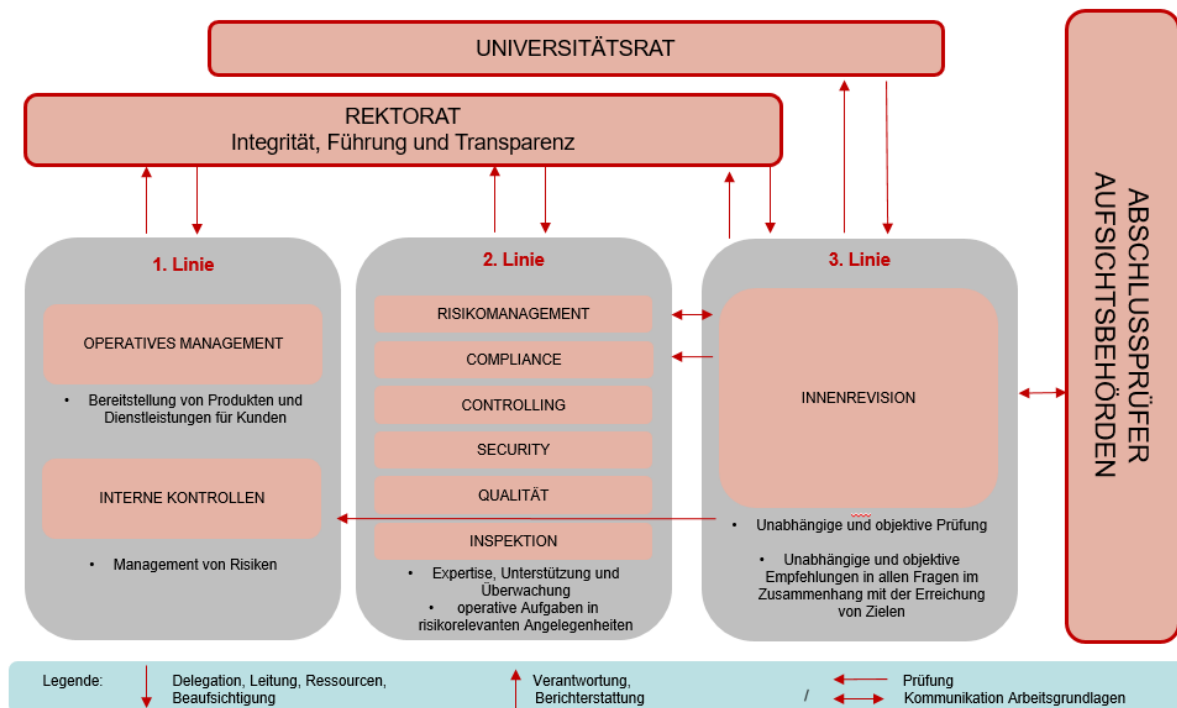 UNIVERSITÄTSRAT
REKTORAT
Integrität, Führung und Transparenz
1. Linie
OPERATIVES MANAGEMENT
• Bereitstellung von Produkten und
Dienstleistungen für Kunden
INTERNE KONTROLLEN
• Management von Risiken
2. Linie
RISIKOMANAGEMENT
COMPLIANCE
CONTROLLING
SECURITY
QUALITÄT
INSPEKTION
• Expertise, Unterstützung und
Überwachung
• operative Aufgaben in
risikorelevanten Angelegenheiten
3. Linie
INNENREVISION
• Unabhängige und objektive Prüfung
• Unabhängige und objektive
Empfehlungen in allen Fragen im
Zusammenhang mit der Erreichung
von Zielen
ABSCHLUSSPRÜFER
AUFSICHTSBEHÖRDEN
Legende:
Delegation, Leitung, Ressourcen,
Beaufsichtigung
Verantwortung,
Berichterstattung
/
Prüfung
Kommunikation Arbeitsgrundlagen